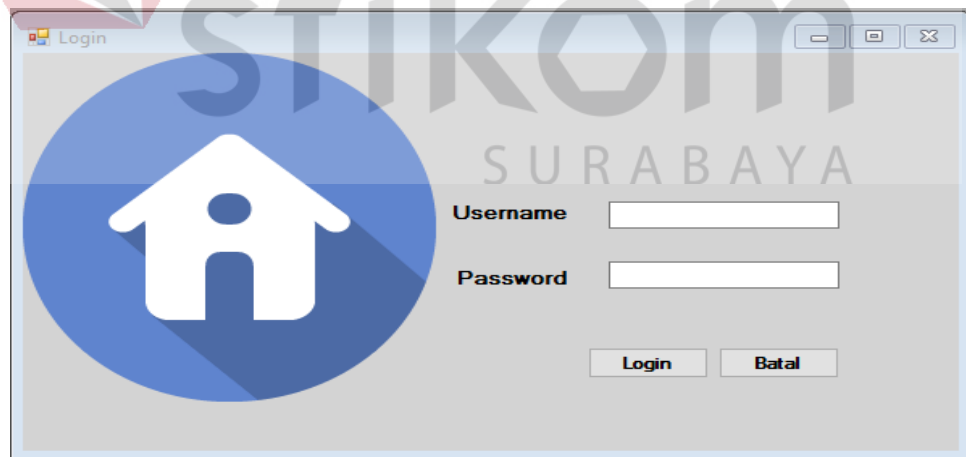 STIKOM
SURABAYA
Login
Username
Password
Login Batal